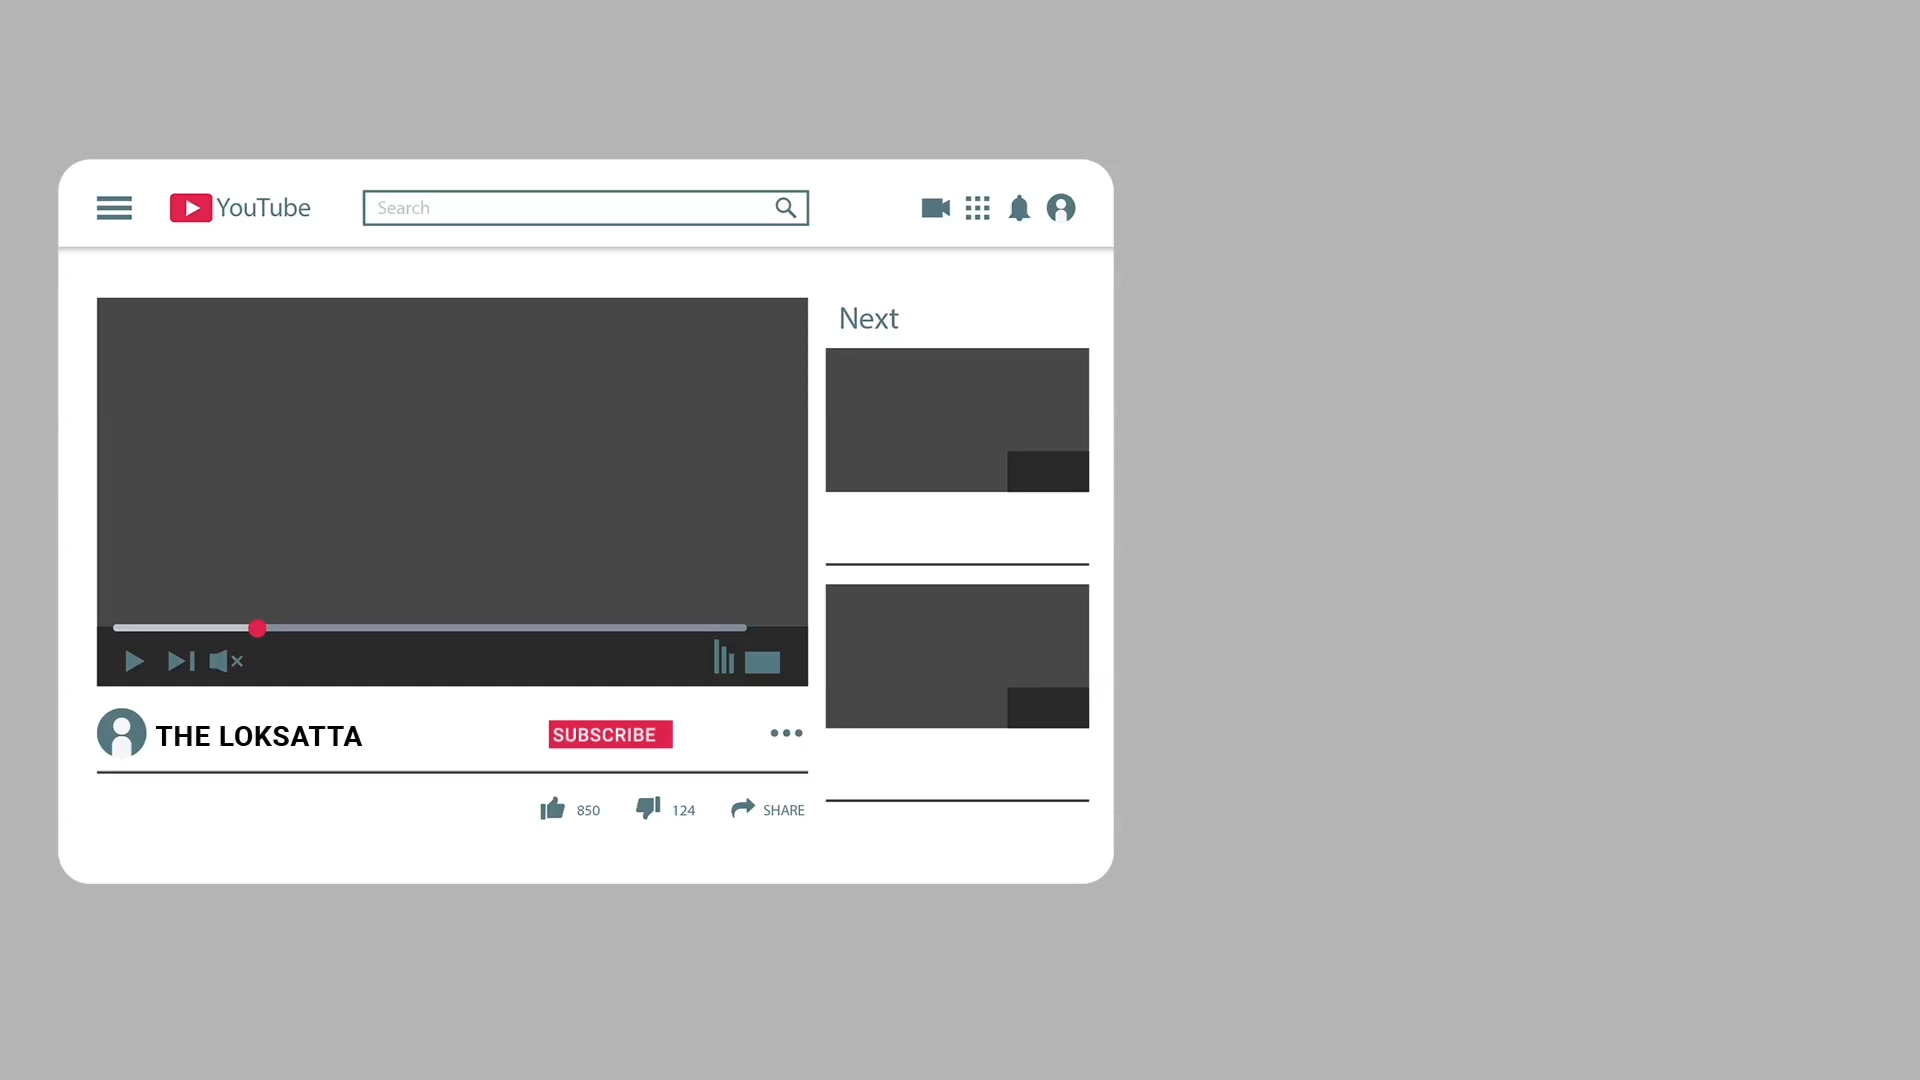 YouTube
Search
Next
THE LOKSATTA
SUBSCRIBE
850
124
SHARE